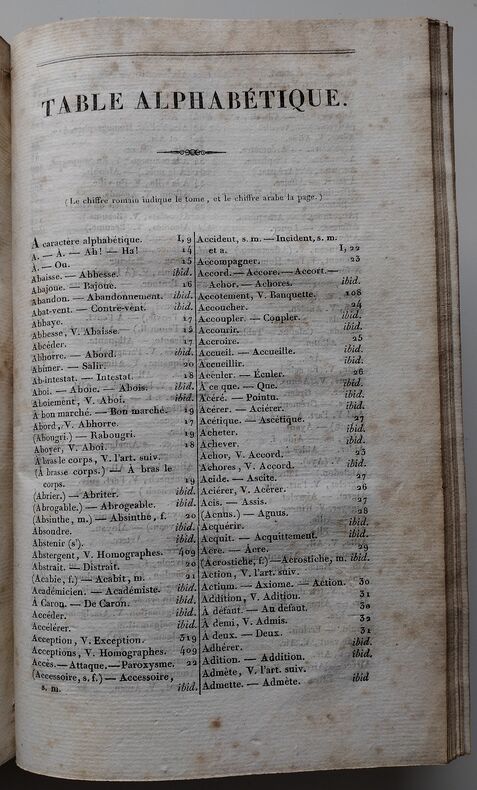 TABLE ALPHABÉTIQUE.
(Le chiffre romain indique le tome, et le chiffre arabe la page.)
A caractère alphabétique. I, 9
A. — À. — Ah! — Ha! 14
A. — Ou. 15
Abaisse. — Abbesse. ibid.
Abajoue. — Bajoue. 16
Abandon. — Abandonnement. ibid.
Abat-vent. — Contre-vent. ibid.
Abbaye. 17
Abbesse, V. Abaisse. 15
Abcéder. 17
Abhorre. — Abord. ibid.
Abîmer. — Salir. 20
Ab-intestat. — Intestat. 18
Aboi. — Aboie. — Abois. ibid.
Aboiement, V. Aboi. ibid.
A bon marché. — Bon marché. 19
Abord, V. Abhorre. 17
(Abougri.) — Rabougri. 19
Aboyer, V. Aboi. 18
A bras le corps, V. l'art. suiv.
(A brasse corps.) — A bras le
corps. 19
(Abrier.) — Abriter. ibid.
(Abrogable.) — Abrogeable. ibid.
(Absinthe, m.) — Absinthe, f. 20
Absoudre. ibid.
Abstenir (s'). ibid.
Abstergent, V. Homographes. 409
Abstrait. — Distrait. 20
(Acabie, f.) — Acabit, m. 21
Académicien. — Académiste. ibid.
A Caron. — De Caron. ibid.
Accéder. ibid.
Accélérer. ibid.
Acception, V. Exception. 319
Acceptions, V. Homographes. 409
Accès. — Attaque. — Paroxysme. 22
(Accessoire, s. f.) — Accessoire,
s. m. ibid.
Accident, s. m. — Incident, s. m.
et a. I, 22
Accompagner. 23
Accord. — Accore. — Accort. —
Achor. — Achores. ibid.
Accotement, V. Banquette. 108
Accoucher. 24
Accoupler. — Coupler. ibid.
Accourir. ibid.
Accroire. 25
Accueil. — Accueille. ibid.
Accueillir. ibid.
Acculer. — Éculer. 26
A ce que. — Que. ibid.
Acéré. — Pointu. ibid.
Acérer. — Aciérer. ibid.
Acétique. — Ascétique. 27
Acheter. ibid.
Achever. ibid.
Achor, V. Accord. 23
Achores, V. Accord. ibid.
Acide. — Ascite. 27
Aciérer, V. Acérer. 26
Acis. — Assis. 27
(Acnus.) — Agnus. 28
Acquérir. ibid.
Acquit. — Acquittement. ibid.
Acre. — Âcre. 29
(Acrostiche, f.) — Acrostiche, m. ibid.
Action, V. l'art. suiv.
Actium. — Axiome. — Action. 30
Addition, V. Adition. 31
A défaut. — Au défaut. 30
A demi, V. Admis. 32
A deux. — Deux. 31
Adhérer. ibid.
Adition. — Addition. ibid.
Admète, V. l'art. suiv.
Admette. — Admète. ibid